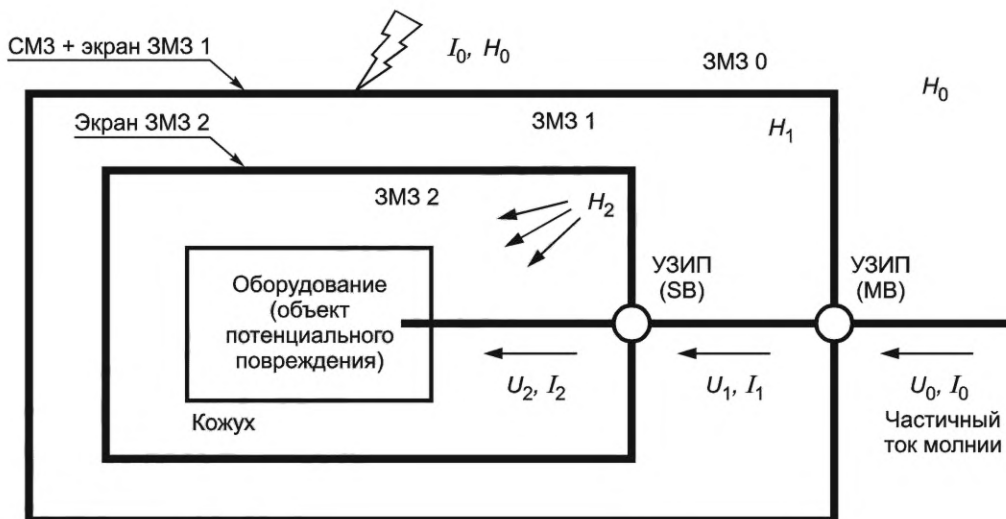 СМЗ + экран ЗМЗ 1
I0, H0
ЗМЗ 0
H0
Экран ЗМЗ 2
ЗМЗ 1
H1
ЗМЗ 2
H2
Оборудование
(объект
потенциального
повреждения)
Кожух
УЗИП
(SB)
УЗИП
(MB)
U2, I2
U1, I1
U0, I0
Частичный
ток молнии